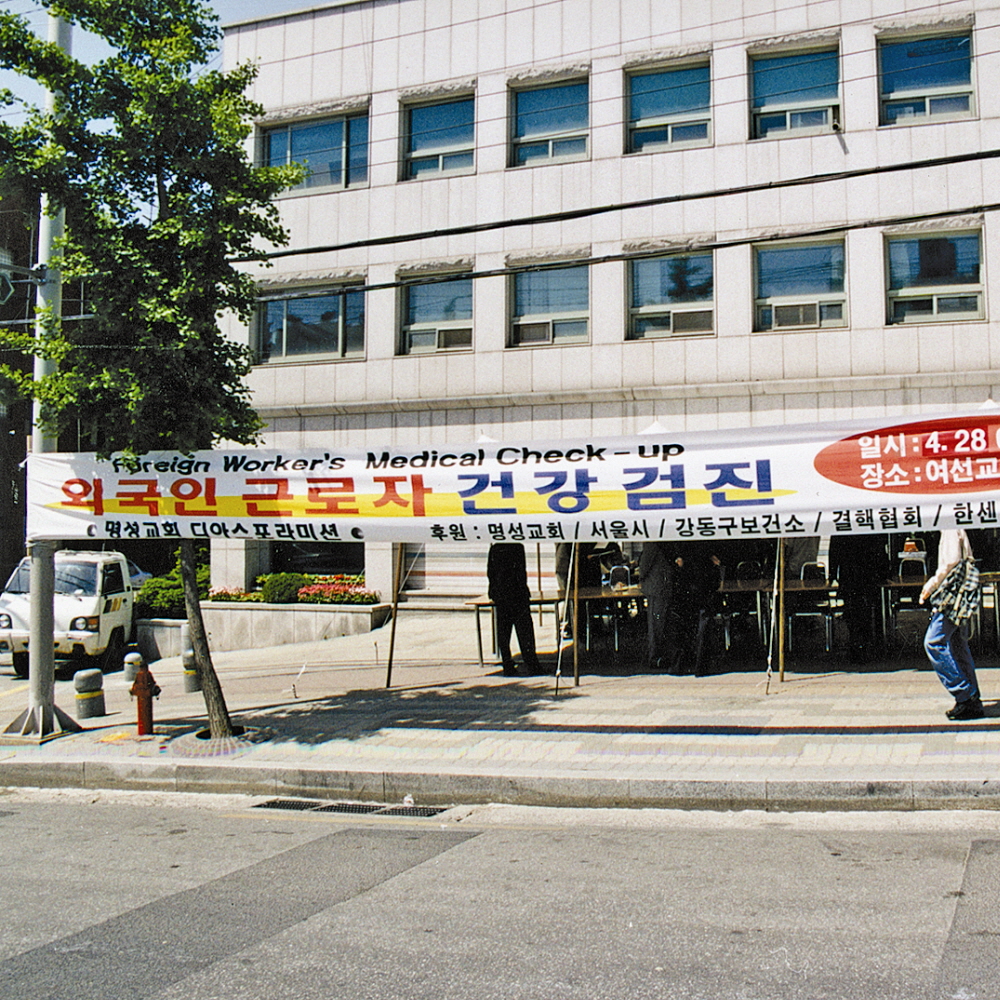 Foreign Worker's Medical Check-up
외국인 근로자 건강검진
명성교회 디아스포라미션
후원 : 명성교회 / 서울시 / 강동구보건소 / 결핵협회 / 한센
일시 : 4. 28
장소 : 여선교